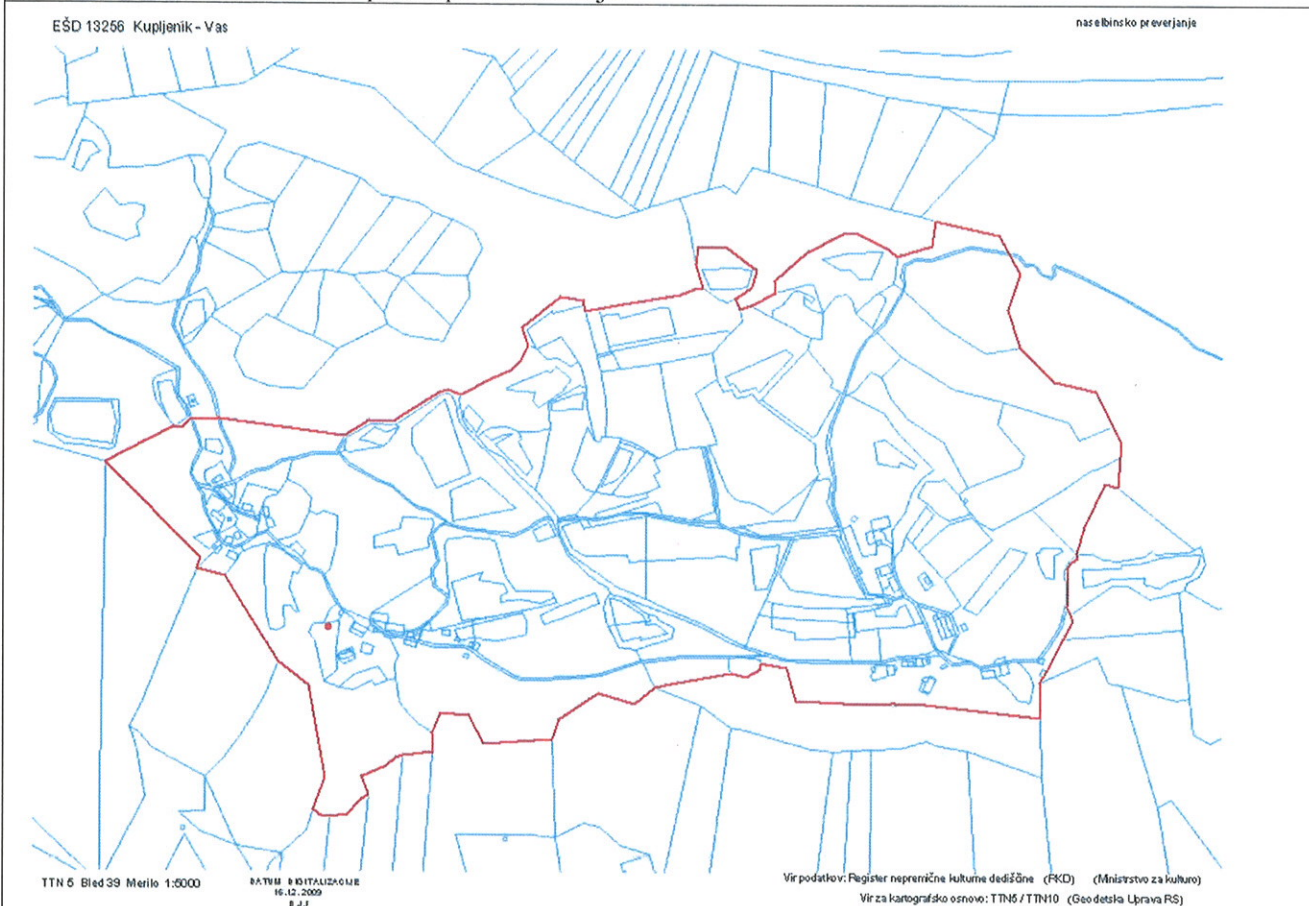 EŠD 13256 Kupljenik - Vas
naselbinsko preverjanje
TTN 5 Bled 39 Merilo 1:5000
DATUM DIGITALIZACIJE
16.12.2009
Vir podatkov: Register nepremične kulturne dediščine (RKD) (Ministrstvo za kulturo)
Vir za kartografsko osnovo: TTN5 / TTN10 (Geodetska Uprava RS)